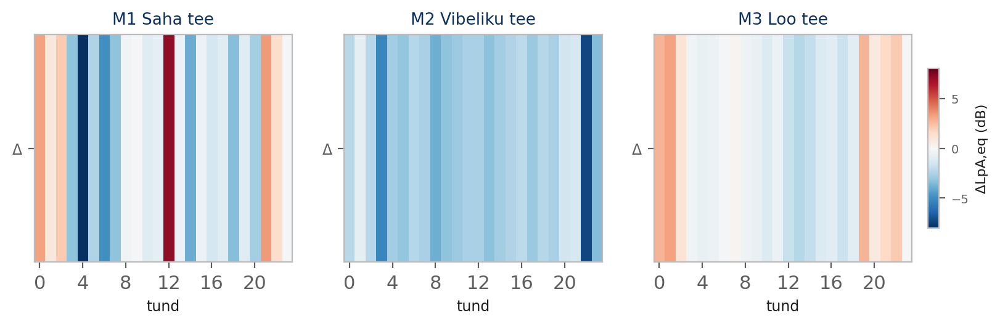 M1 Saha tee
M2 Vibeliku tee
M3 Loo tee
Δ
Δ
Δ
5
0
−5
ΔLpA,eq (dB)
0 4 8 12 16 20
0 4 8 12 16 20
0 4 8 12 16 20
tund
tund
tund